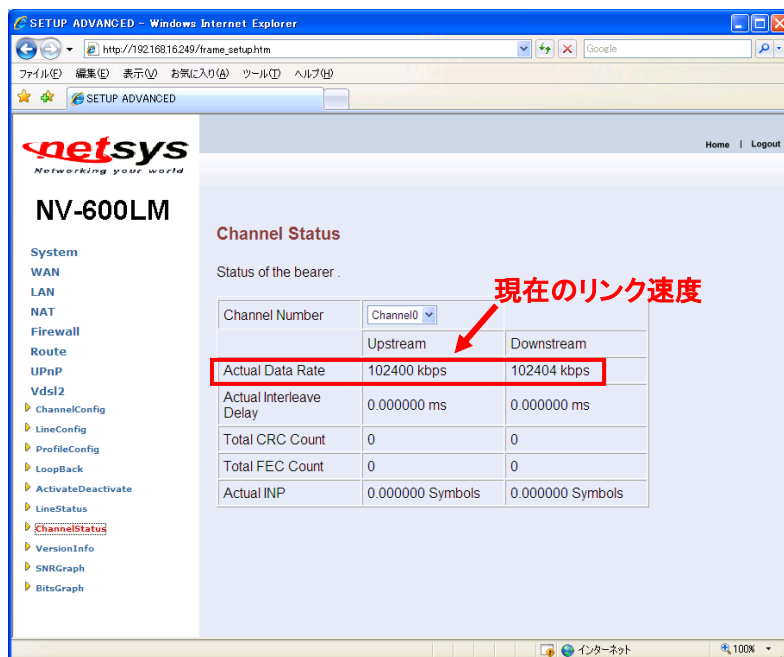 SETUP ADVANCED - Windows Internet Explorer
http://192.168.16.249/frame_setup.htm
Google
ファイル(F) 編集(E) 表示(V) お気に入り(A) ツール(T) ヘルプ(H)
SETUP ADVANCED
netsys
Networking your world
Home | Logout
NV-600LM
System
WAN
LAN
NAT
Firewall
Route
UPnP
Vdsl2
ChannelConfig
LineConfig
ProfileConfig
LoopBack
ActivateDeactivate
LineStatus
ChannelStatus
VersionInfo
SNRGraph
BitsGraph
Channel Status
Status of the bearer .
現在のリンク速度
Channel Number Channel0
Upstream Downstream
Actual Data Rate 102400 kbps 102404 kbps
Actual Interleave
Delay 0.000000 ms 0.000000 ms
Total CRC Count 0 0
Total FEC Count 0 0
Actual INP 0.000000 Symbols 0.000000 Symbols
インターネット 100%